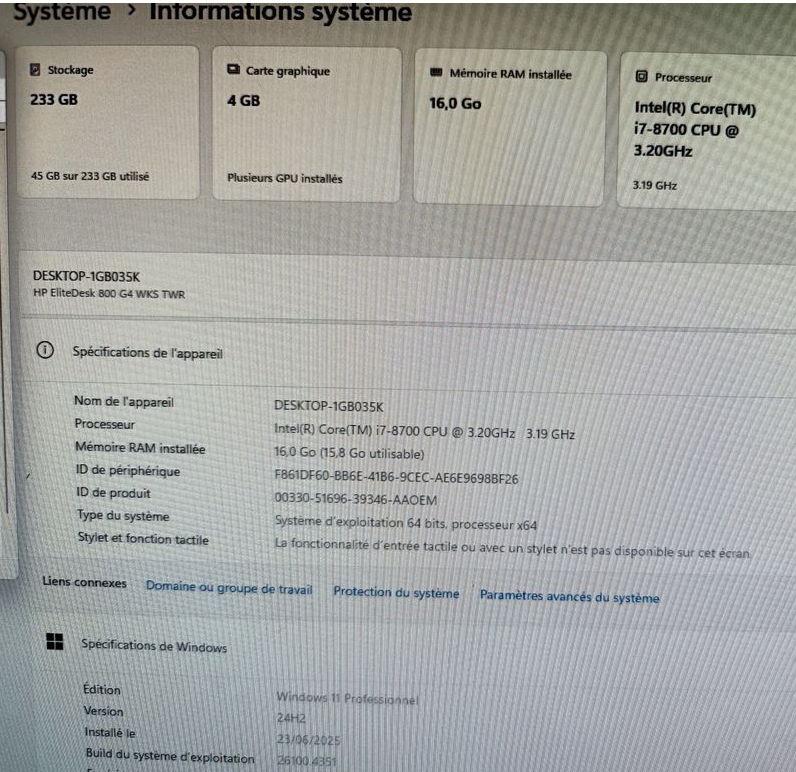 Système > Informations système
Stockage
233 GB
45 GB sur 233 GB utilisé
Carte graphique
4 GB
Plusieurs GPU installés
Mémoire RAM installée
16,0 Go
Processeur
Intel(R) Core(TM)
i7-8700 CPU @
3.20GHz
3.19 GHz
DESKTOP-1GB035K
HP EliteDesk 800 G4 WKS TWR
Spécifications de l'appareil
Nom de l'appareil DESKTOP-1GB035K
Processeur Intel(R) Core(TM) i7-8700 CPU @ 3.20GHz 3.19 GHz
Mémoire RAM installée 16,0 Go (15,8 Go utilisable)
ID de périphérique F861DF60-BB6E-41B6-9CEC-AE6E9698BF26
ID de produit 00330-51696-39346-AAOEM
Type du système Système d'exploitation 64 bits, processeur x64
Stylet et fonction tactile La fonctionnalité d'entrée tactile ou avec un stylet n'est pas disponible sur cet écran
Liens connexes Domaine ou groupe de travail Protection du système Paramètres avancés du système
Spécifications de Windows
Édition Windows 11 Professionnel
Version 24H2
Installé le 23/06/2025
Build du système d'exploitation 26100.4351